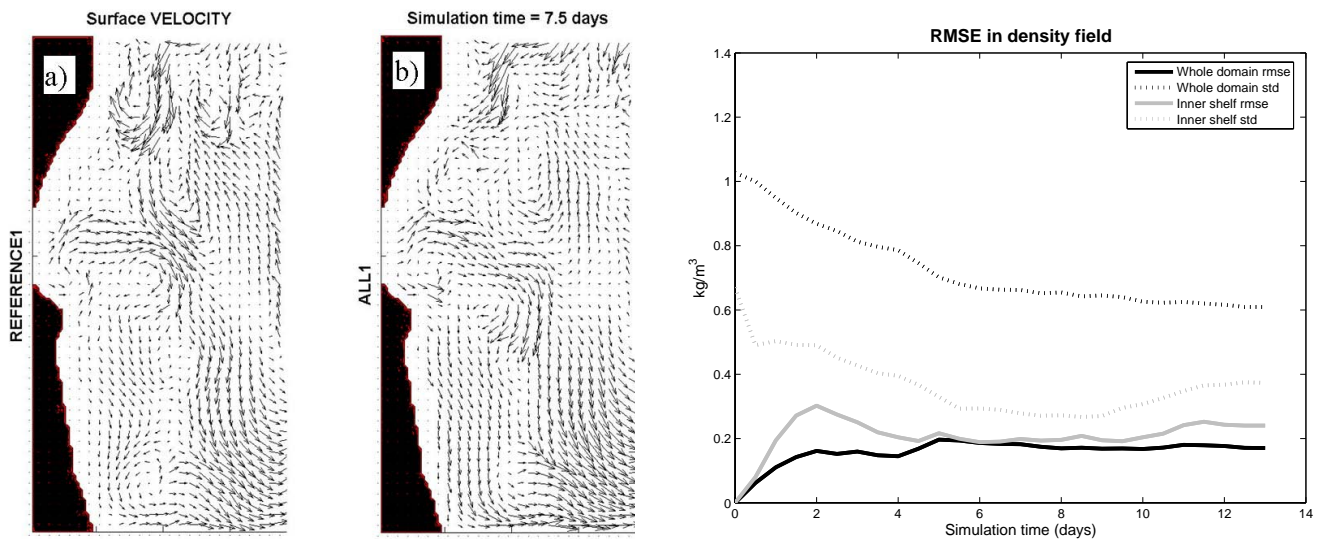 Surface VELOCITY
Simulation time = 7.5 days
a)
b)
REFERENCE1
ALL1
RMSE in density field
1.4
1.2
1
0.8
0.6
0.4
0.2
0
kg/m³
Whole domain rmse
Whole domain std
Inner shelf rmse
Inner shelf std
0 2 4 6 8 10 12 14
Simulation time (days)